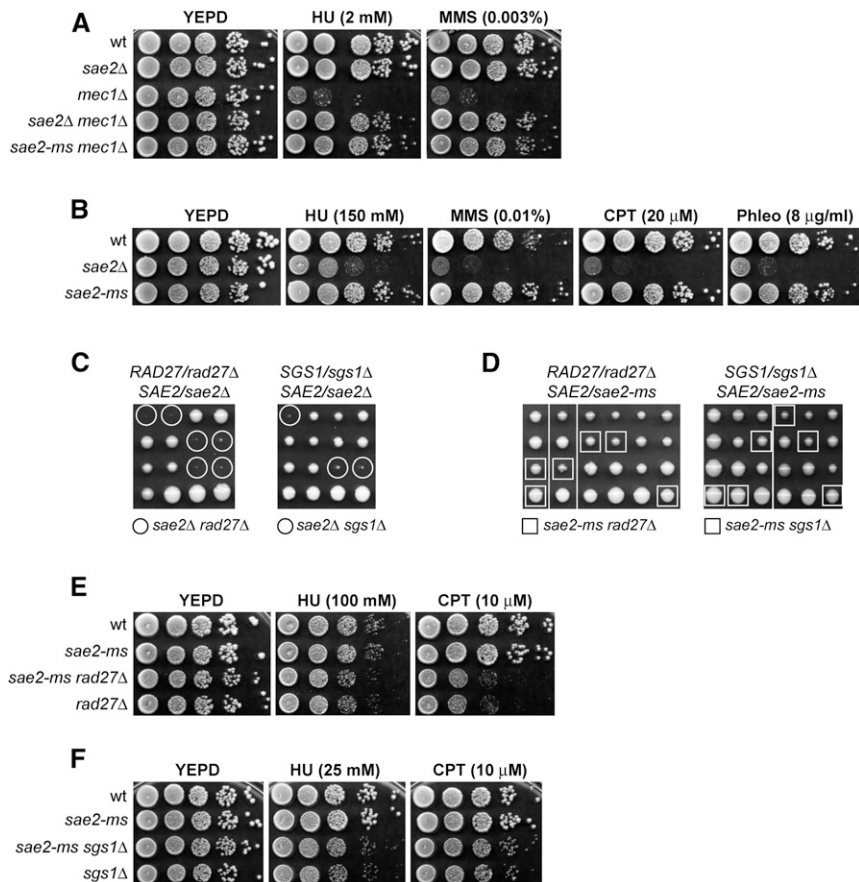 A
YEPD HU (2 mM) MMS (0.003%)
wt
sae2Δ
mec1Δ
sae2Δ mec1Δ
sae2-ms mec1Δ
B
YEPD HU (150 mM) MMS (0.01%) CPT (20 μM) Phleo (8 μg/ml)
wt
sae2Δ
sae2-ms
C
RAD27/rad27Δ SGS1/sgs1Δ
SAE2/sae2Δ SAE2/sae2Δ
sae2Δ rad27Δ sae2Δ sgs1Δ
D
RAD27/rad27Δ SGS1/sgs1Δ
SAE2/sae2-ms SAE2/sae2-ms
sae2-ms rad27Δ sae2-ms sgs1Δ
E
YEPD HU (100 mM) CPT (10 μM)
wt
sae2-ms
sae2-ms rad27Δ
rad27Δ
F
YEPD HU (25 mM) CPT (10 μM)
wt
sae2-ms
sae2-ms sgs1Δ
sgs1Δ